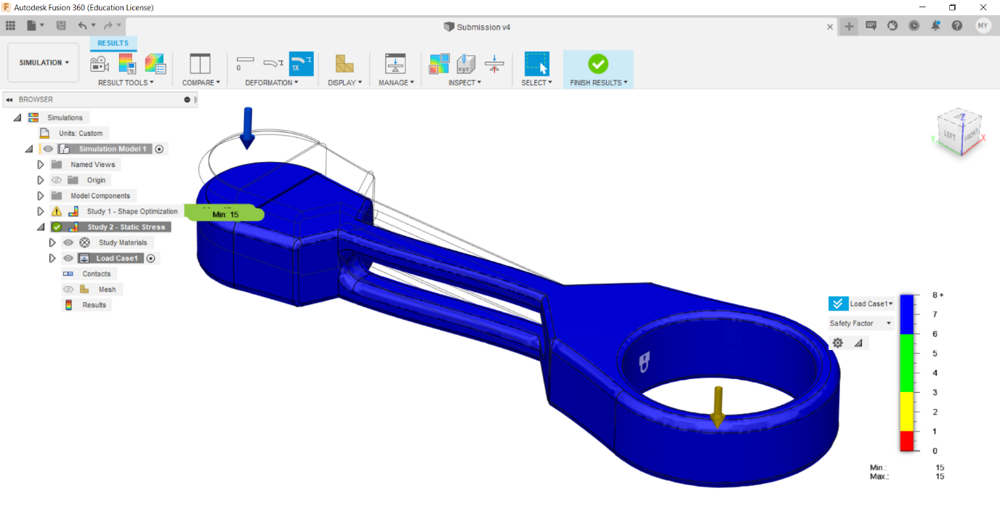 Autodesk Fusion 360 (Education License)
Submission v4
MY
RESULTS
SIMULATION
0
1X
xyz
RESULT TOOLS
COMPARE
DEFORMATION
DISPLAY
MANAGE
INSPECT
SELECT
FINISH RESULTS
BROWSER
Simulations
Units: Custom
Simulation Model 1
Named Views
Origin
Model Components
Study 1 - Shape Optimization
Study 2 - Static Stress
Study Materials
Load Case1
Contacts
Mesh
Results
Min: 15
Z
LEFT
FRONT
Y
X
Load Case1
Safety Factor
8 +
7
6
5
4
3
2
1
0
Min.: 15
Max.: 15